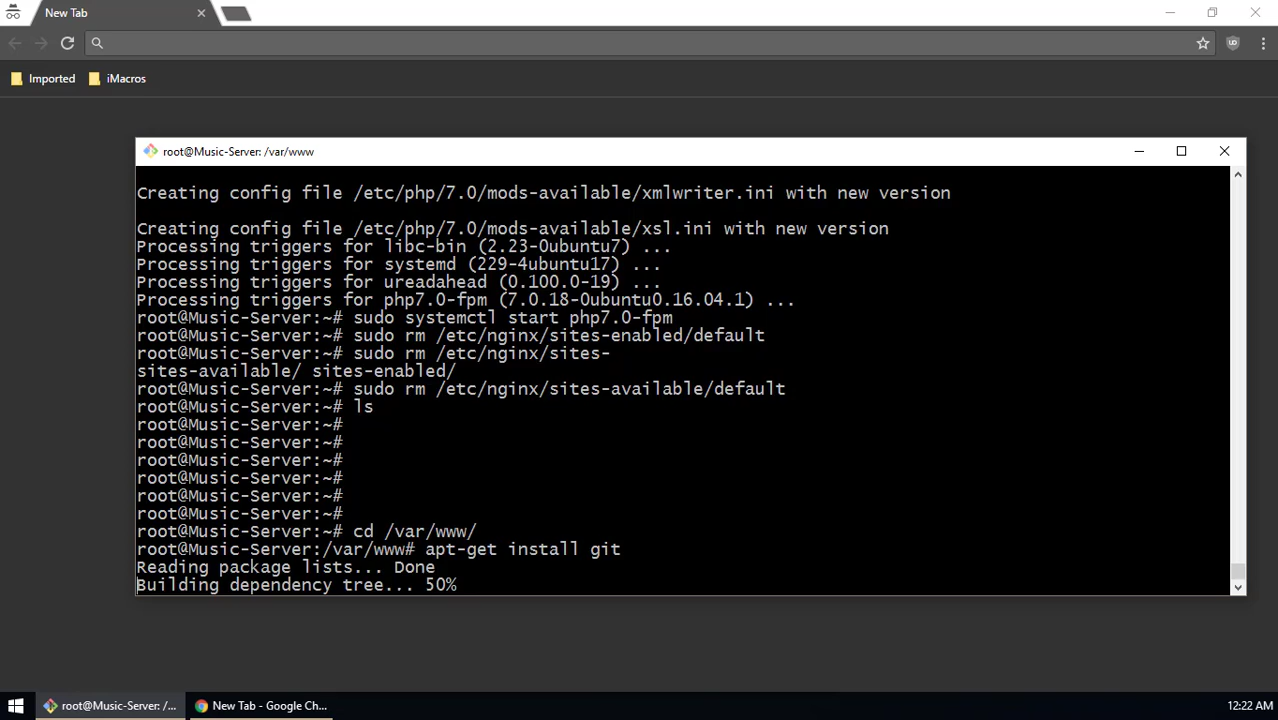 New Tab
Imported
iMacros
root@Music-Server: /var/www
Creating config file /etc/php/7.0/mods-available/xmlwriter.ini with new version
Creating config file /etc/php/7.0/mods-available/xsl.ini with new version
Processing triggers for libc-bin (2.23-0ubuntu7) ...
Processing triggers for systemd (229-4ubuntu17) ...
Processing triggers for ureadahead (0.100.0-19) ...
Processing triggers for php7.0-fpm (7.0.18-0ubuntu0.16.04.1) ...
root@Music-Server:~# sudo systemctl start php7.0-fpm
root@Music-Server:~# sudo rm /etc/nginx/sites-enabled/default
root@Music-Server:~# sudo rm /etc/nginx/sites-
sites-available/ sites-enabled/
root@Music-Server:~# sudo rm /etc/nginx/sites-available/default
root@Music-Server:~# ls
root@Music-Server:~#
root@Music-Server:~#
root@Music-Server:~#
root@Music-Server:~#
root@Music-Server:~#
root@Music-Server:~#
root@Music-Server:~# cd /var/www/
root@Music-Server:/var/www# apt-get install git
Reading package lists... Done
Building dependency tree... 50%
root@Music-Server: /...
New Tab - Google Ch...
12:22 AM